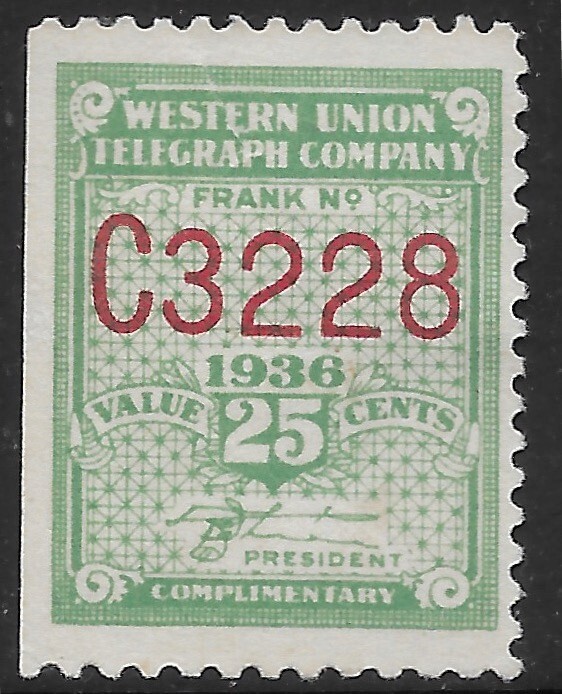 WESTERN UNION
TELEGRAPH COMPANY
FRANK Nº
C3228
1936
VALUE 25 CENTS
PRESIDENT
COMPLIMENTARY